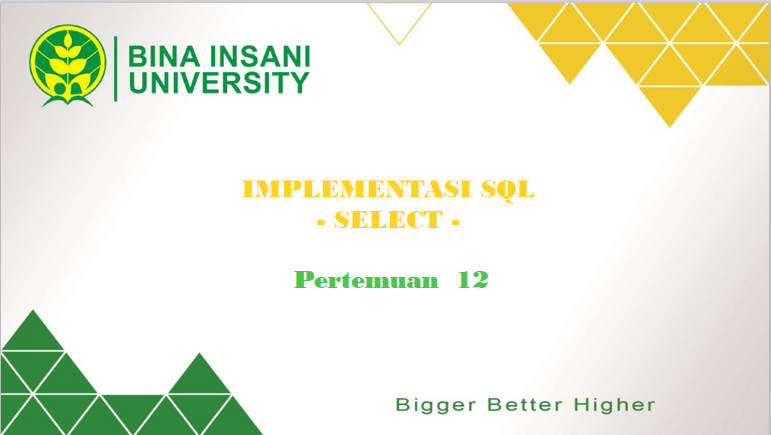 BINA INSANI
UNIVERSITY
IMPLEMENTASI SQL
- SELECT -
Pertemuan 12
Bigger Better Higher